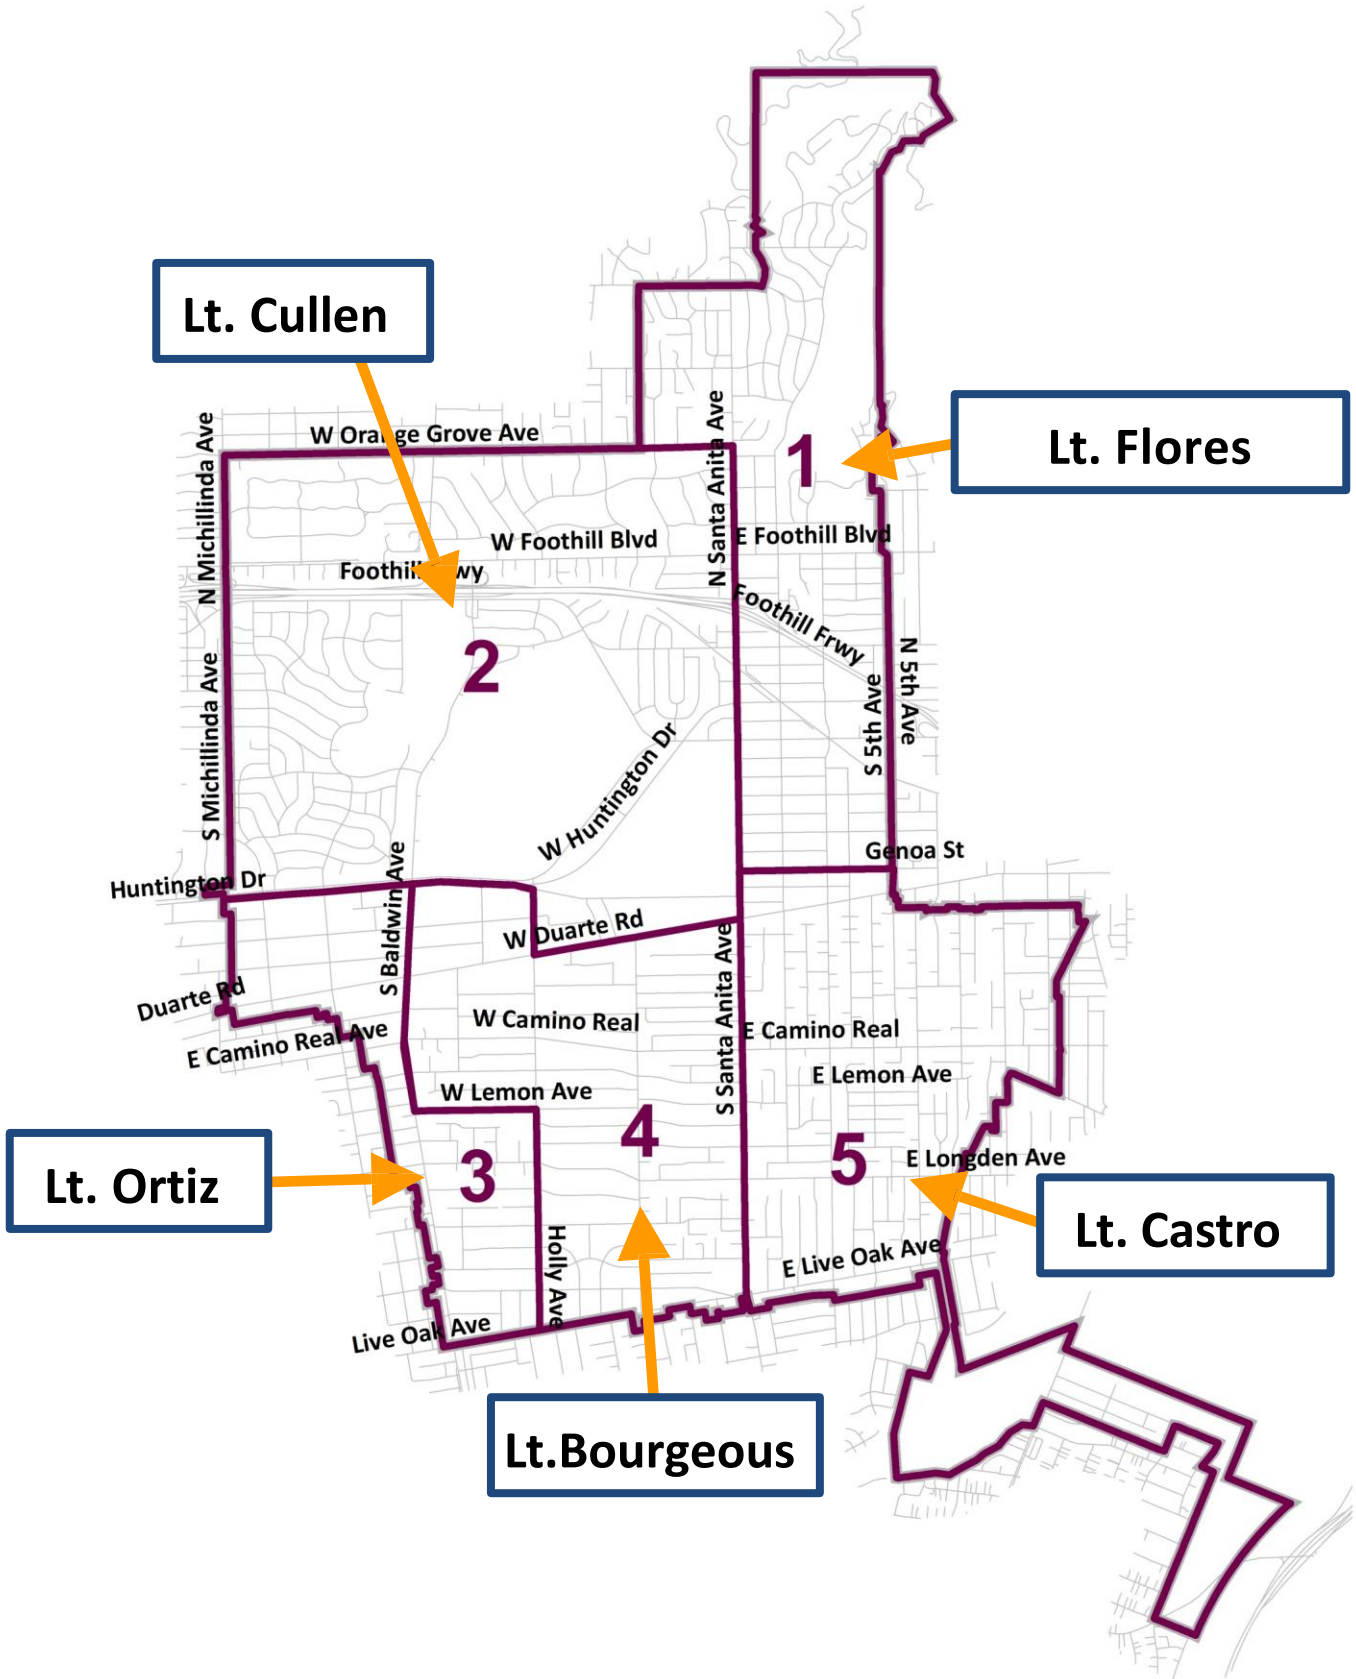 Lt. Cullen
W Orange Grove Ave
N Michillinda Ave
N Santa Anita Ave
1
Lt. Flores
W Foothill Blvd
E Foothill Blvd
Foothill Frwy
Foothill Frwy
2
S Michillinda Ave
N 5th Ave
S 5th Ave
W Huntington Dr
Genoa St
Huntington Dr
S Baldwin Ave
W Duarte Rd
S Santa Anita Ave
Duarte Rd
W Camino Real
E Camino Real
E Camino Real Ave
W Lemon Ave
E Lemon Ave
4
3
5
E Longden Ave
Lt. Ortiz
Lt. Castro
Holly Ave
E Live Oak Ave
Live Oak Ave
Lt.Bourgeous